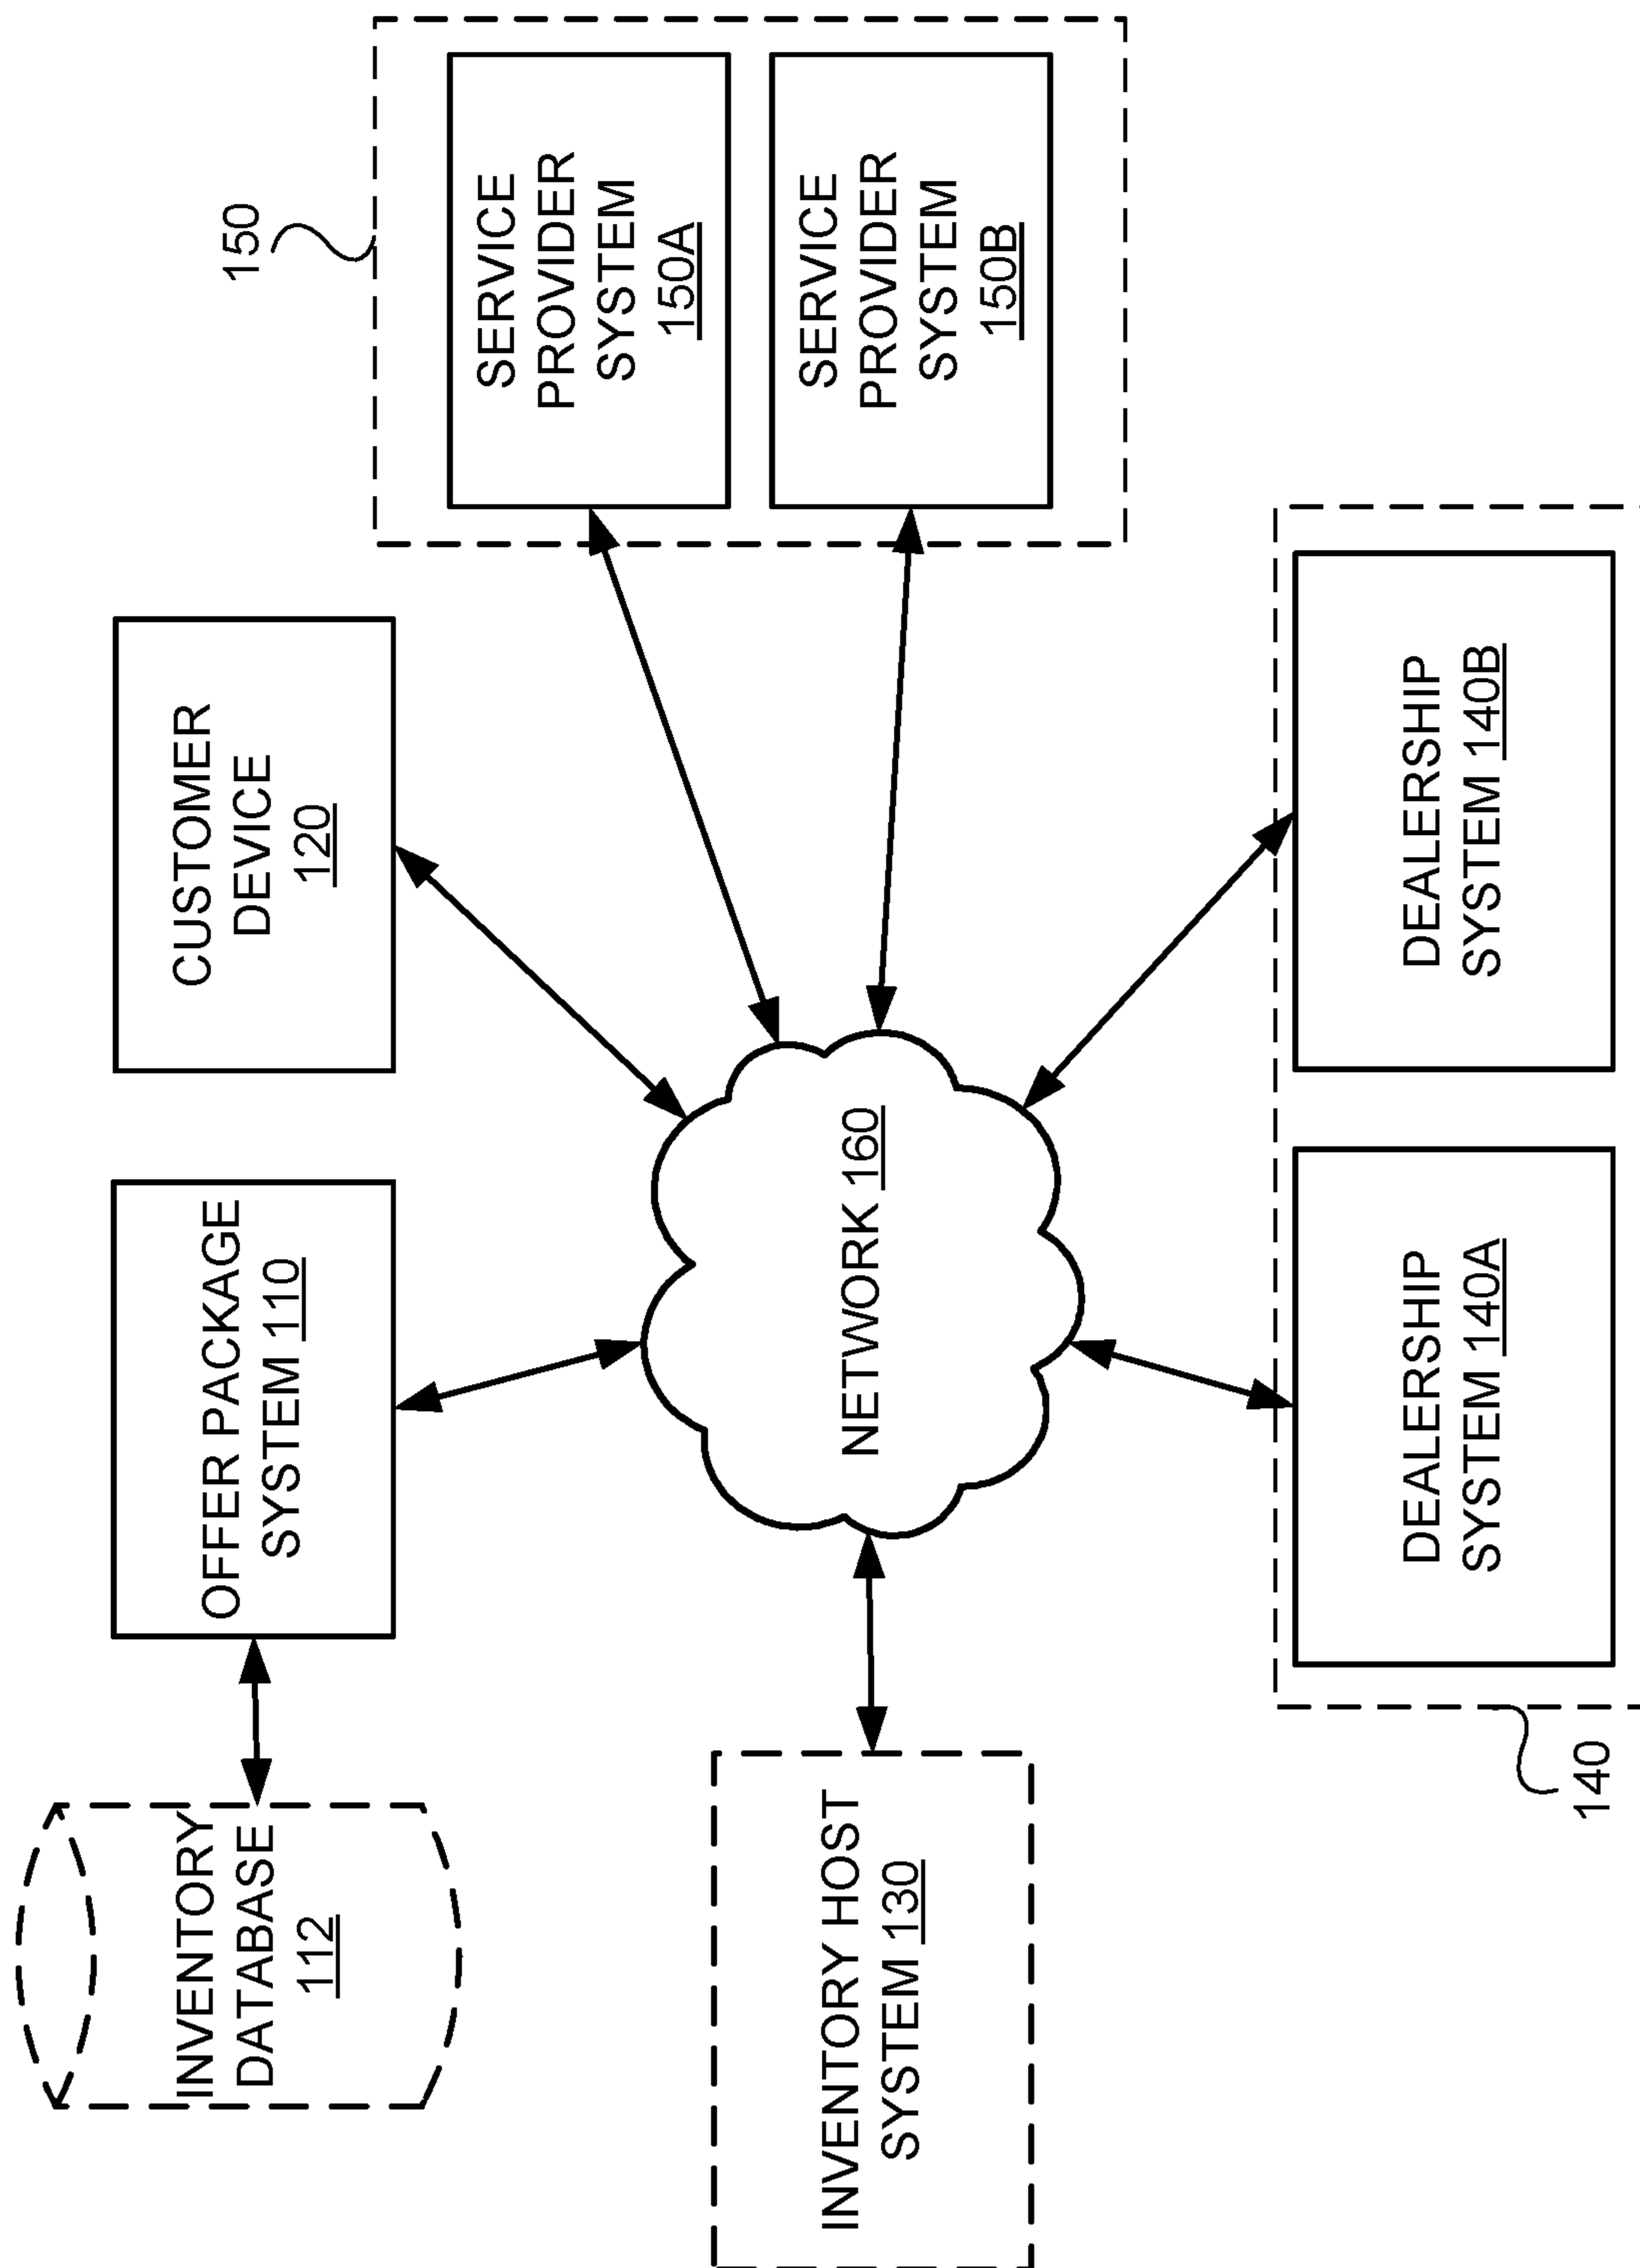 INVENTORY
DATABASE
112
OFFER PACKAGE
SYSTEM 110
CUSTOMER
DEVICE
120
150
SERVICE
PROVIDER
SYSTEM
150A
SERVICE
PROVIDER
SYSTEM
150B
INVENTORY HOST
SYSTEM 130
NETWORK 160
140
DEALERSHIP
SYSTEM 140A
DEALERSHIP
SYSTEM 140B